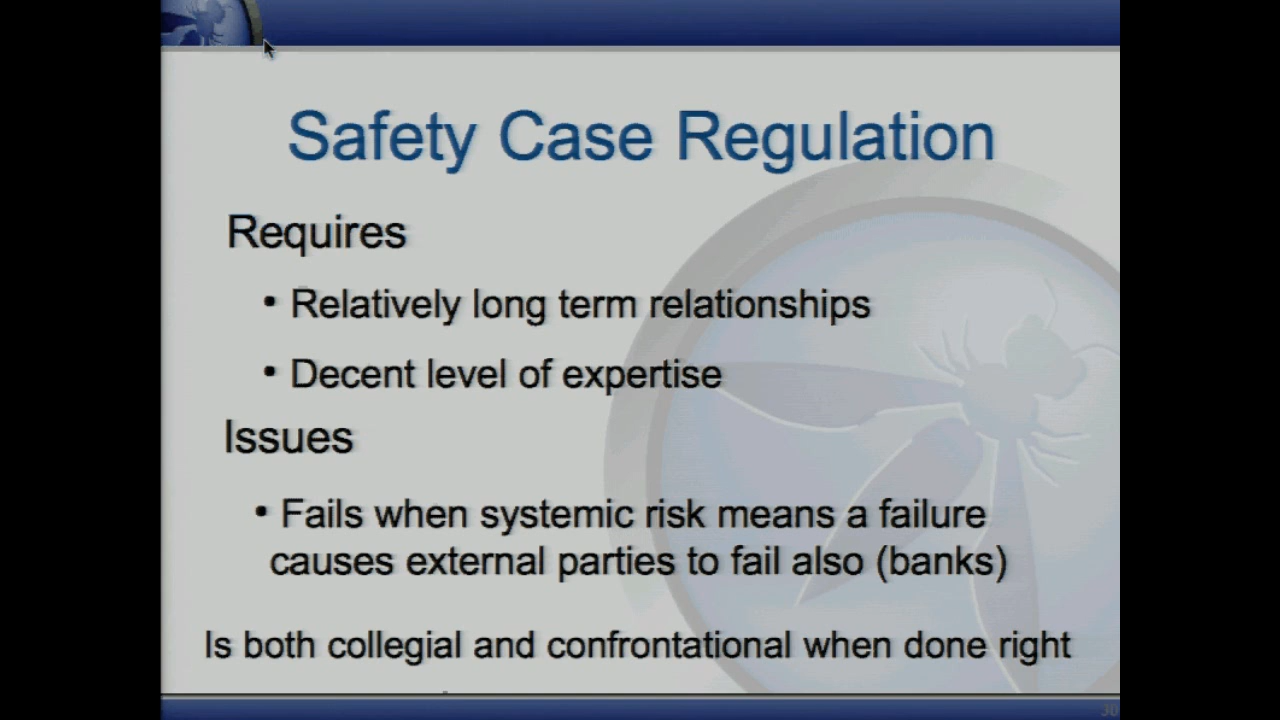 Safety Case Regulation
Requires
• Relatively long term relationships
• Decent level of expertise
Issues
• Fails when systemic risk means a failure
causes external parties to fail also (banks)
Is both collegial and confrontational when done right
30